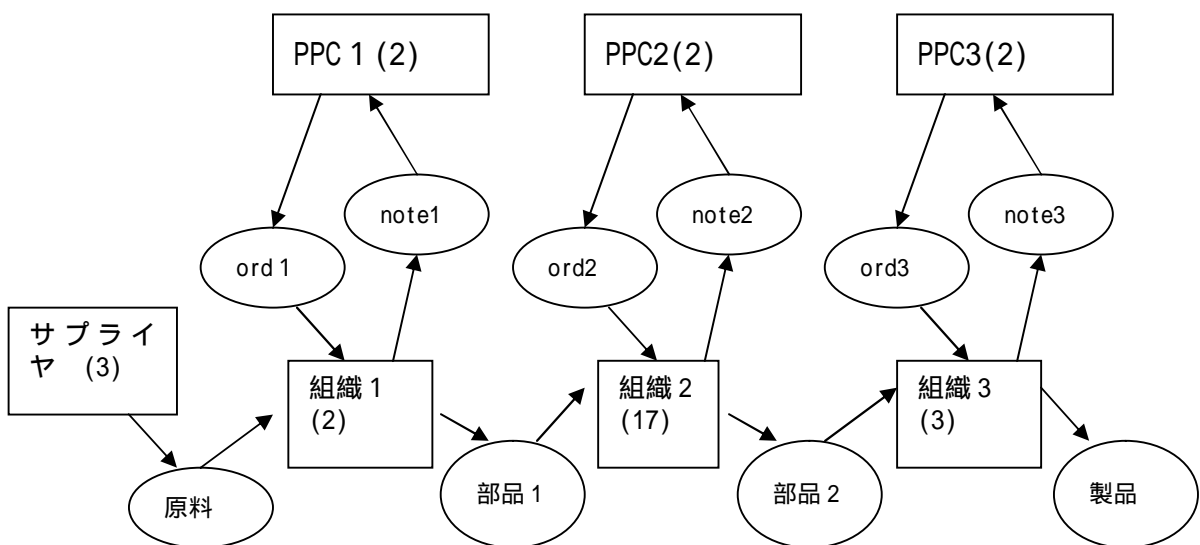 PPC 1 (2)
PPC2(2)
PPC3(2)
note1
note2
note3
ord 1
ord2
ord3
サプライ
ヤ (3)
組織 1
(2)
組織 2
(17)
組織 3
(3)
原料
部品 1
部品 2
製品